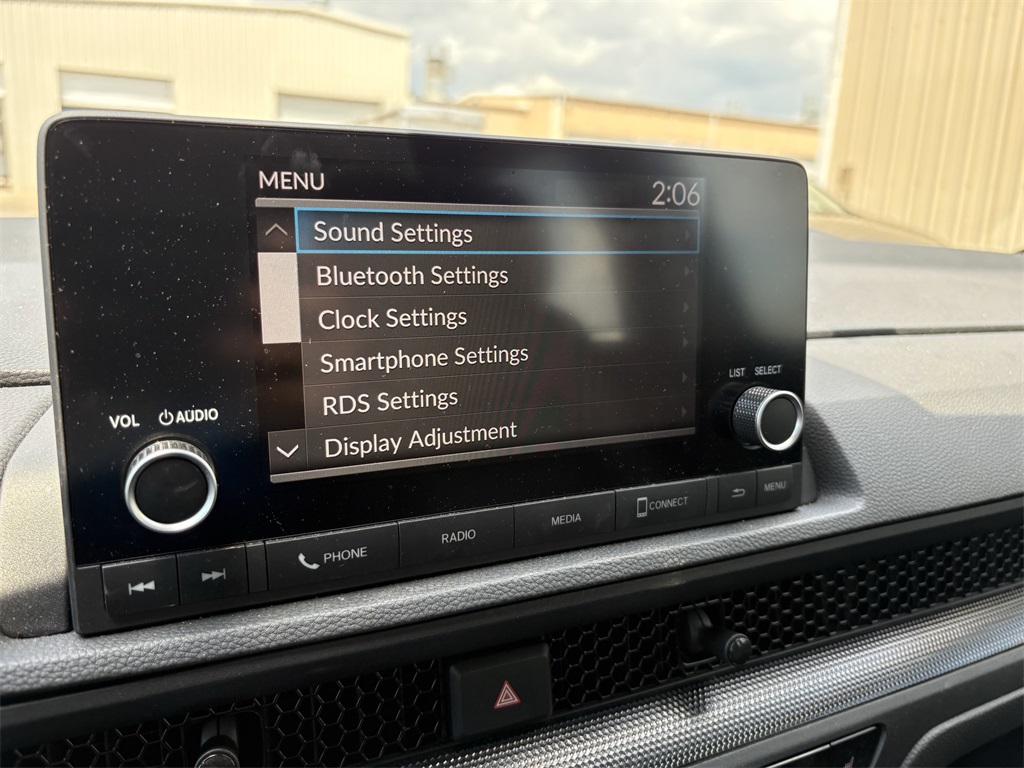 MENU 2:06
Sound Settings
Bluetooth Settings
Clock Settings
Smartphone Settings
RDS Settings
Display Adjustment
LIST SELECT
VOL AUDIO
PHONE RADIO MEDIA CONNECT MENU